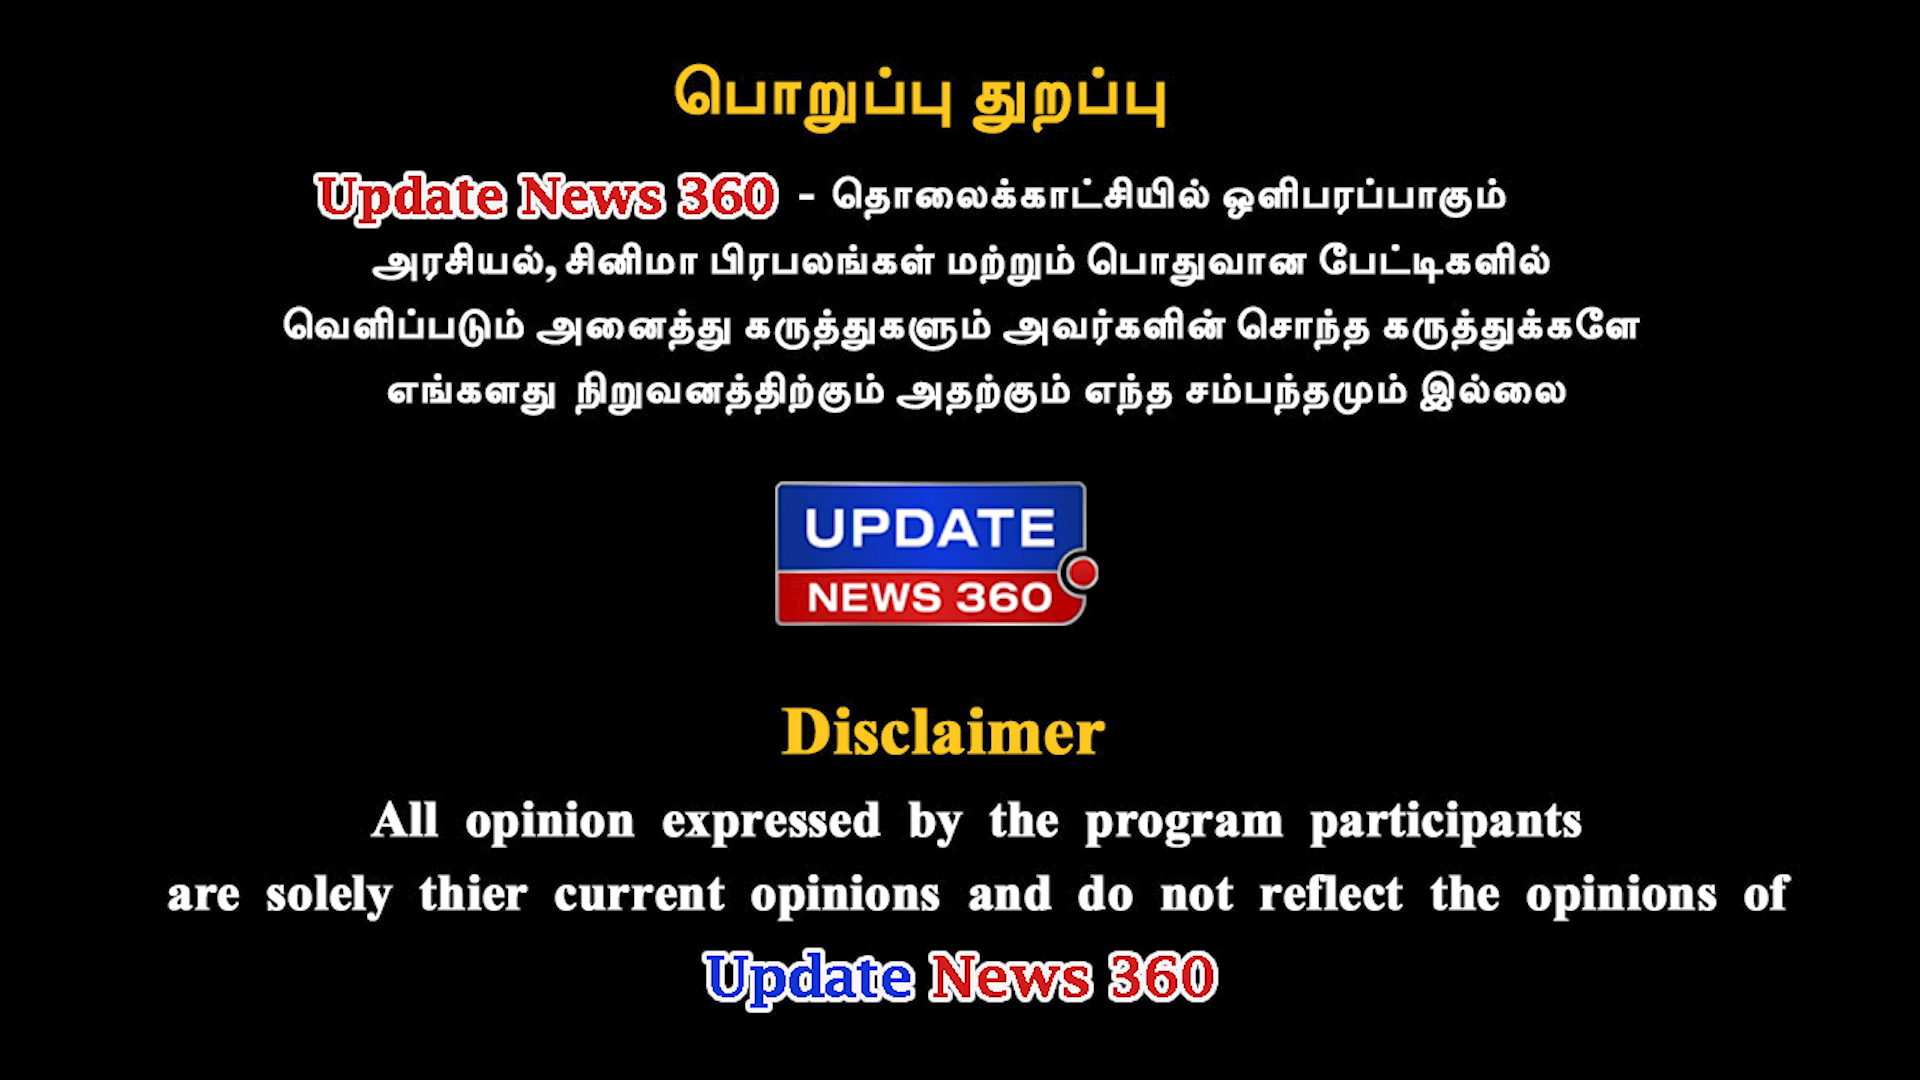 பொறுப்பு துறப்பு
Update News 360 - தொலைக்காட்சியில் ஒளிபரப்பாகும்
அரசியல், சினிமா பிரபலங்கள் மற்றும் பொதுவான பேட்டிகளில்
வெளிப்படும் அனைத்து கருத்துகளும் அவர்களின் சொந்த கருத்துக்களே
எங்களது நிறுவனத்திற்கும் அதற்கும் எந்த சம்பந்தமும் இல்லை
UPDATE
NEWS 360
Disclaimer
All opinion expressed by the program participants
are solely thier current opinions and do not reflect the opinions of
Update News 360